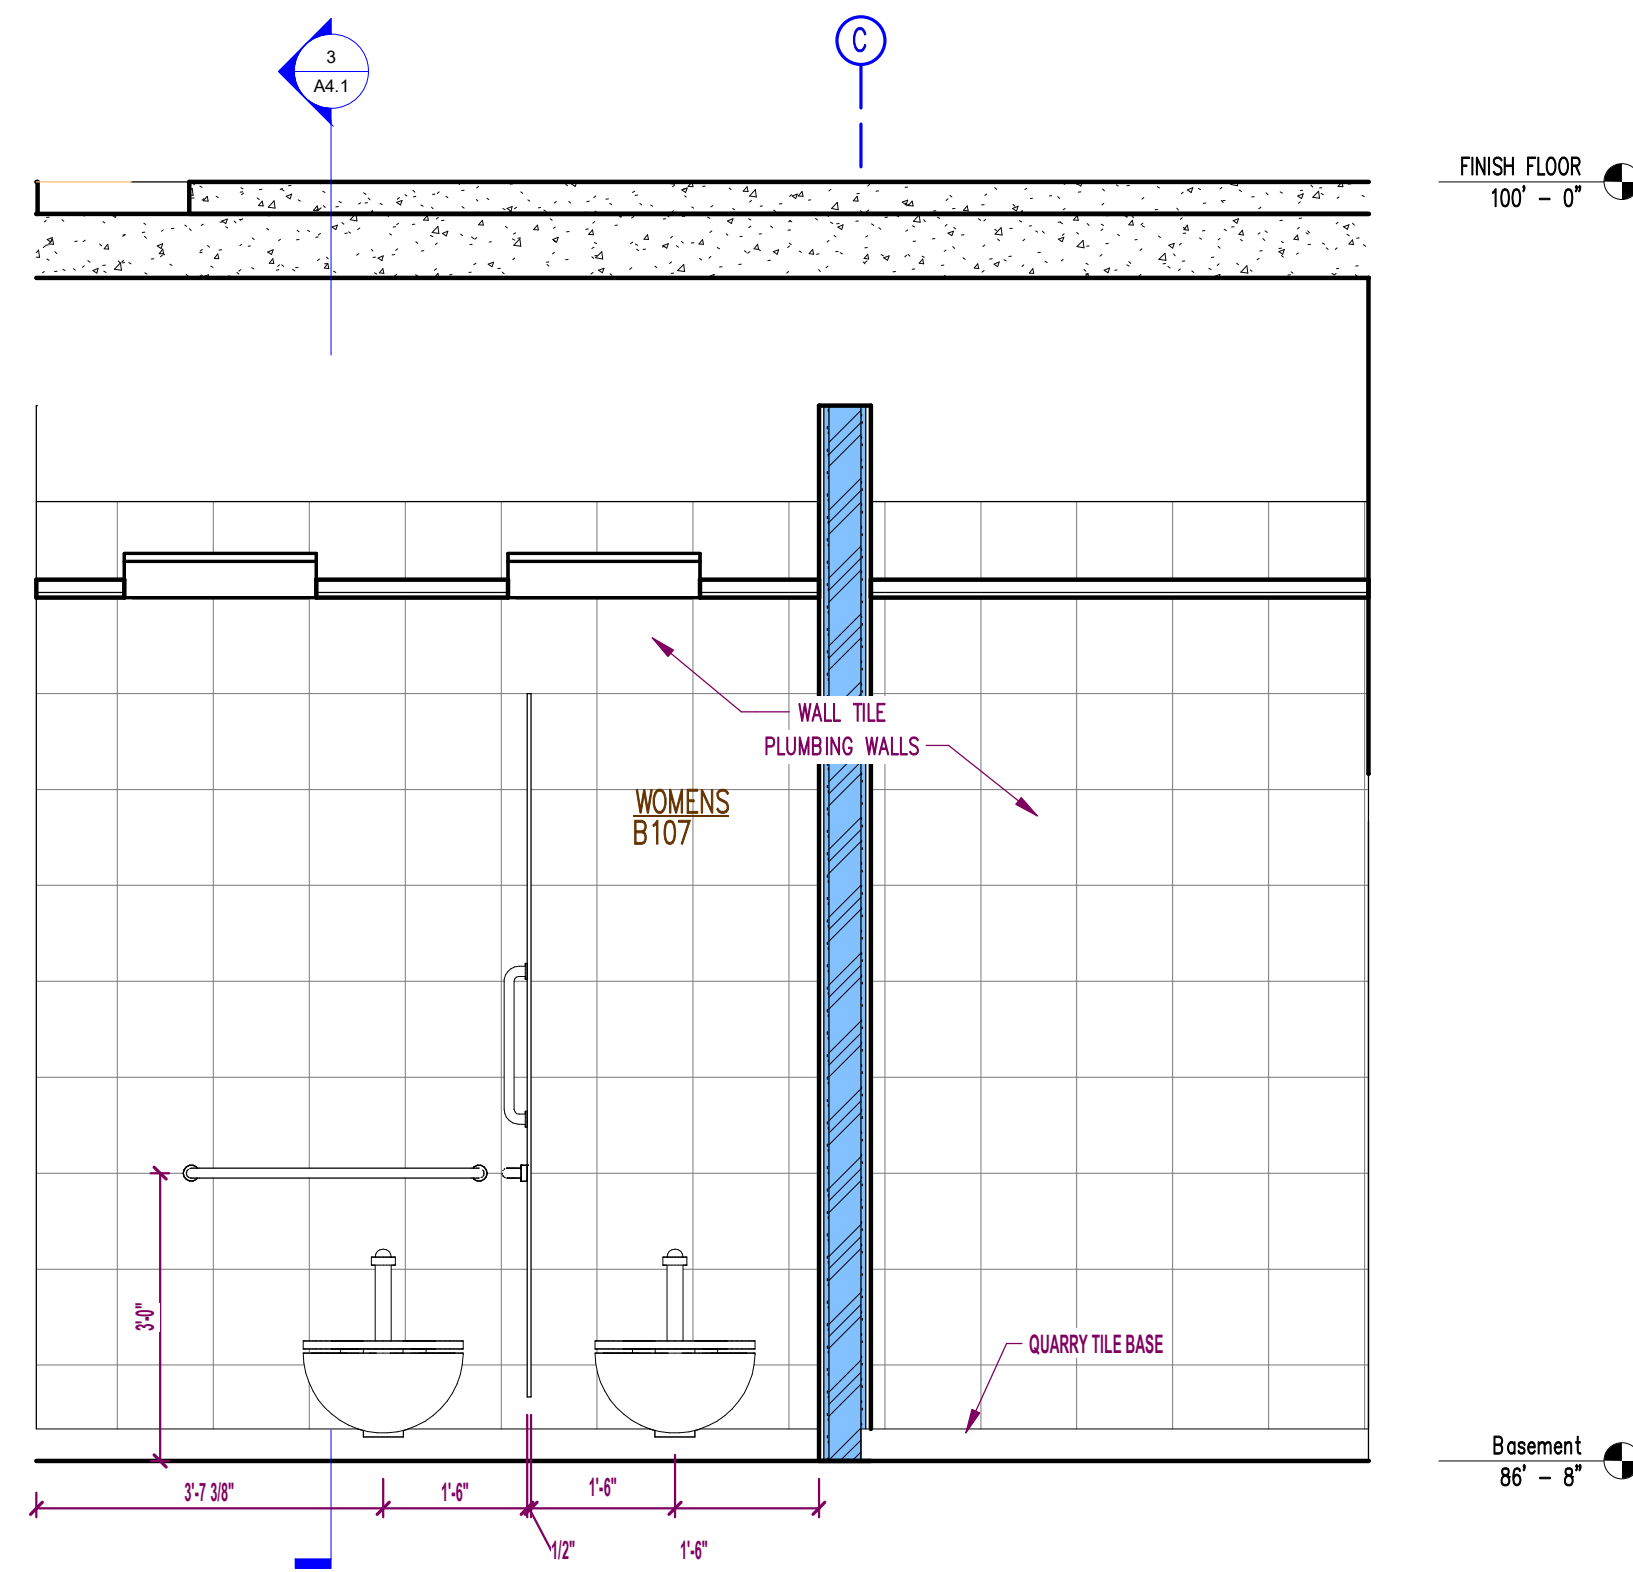 3
A4.1
C
FINISH FLOOR
100' - 0"
WALL TILE
PLUMBING WALLS
WOMENS
B107
3'-0"
QUARRY TILE BASE
Basement
86' - 8"
3'-7 3/8"
1'-6"
1'-6"
1/2"
1'-6"